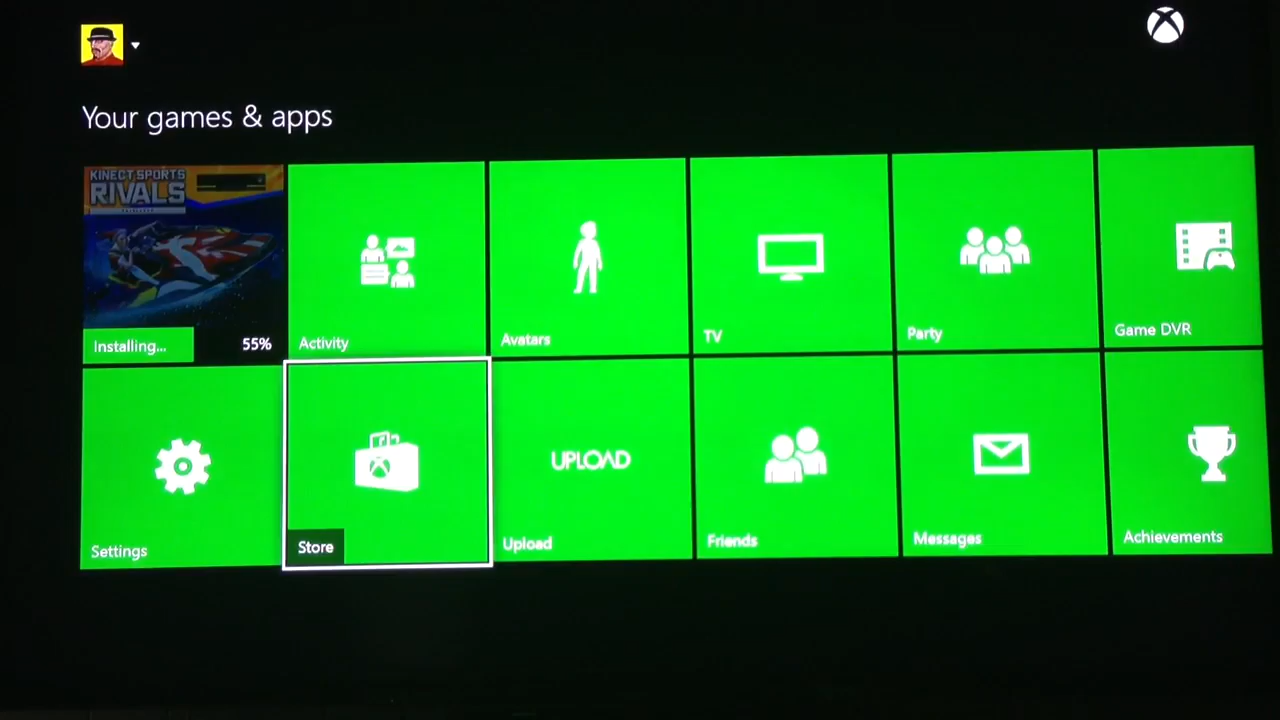 Your games & apps
KINECT SPORTS
RIVALS
Installing... 55%
Activity
Avatars
TV
Party
Game DVR
Settings
Store
UPLOAD
Upload
Friends
Messages
Achievements